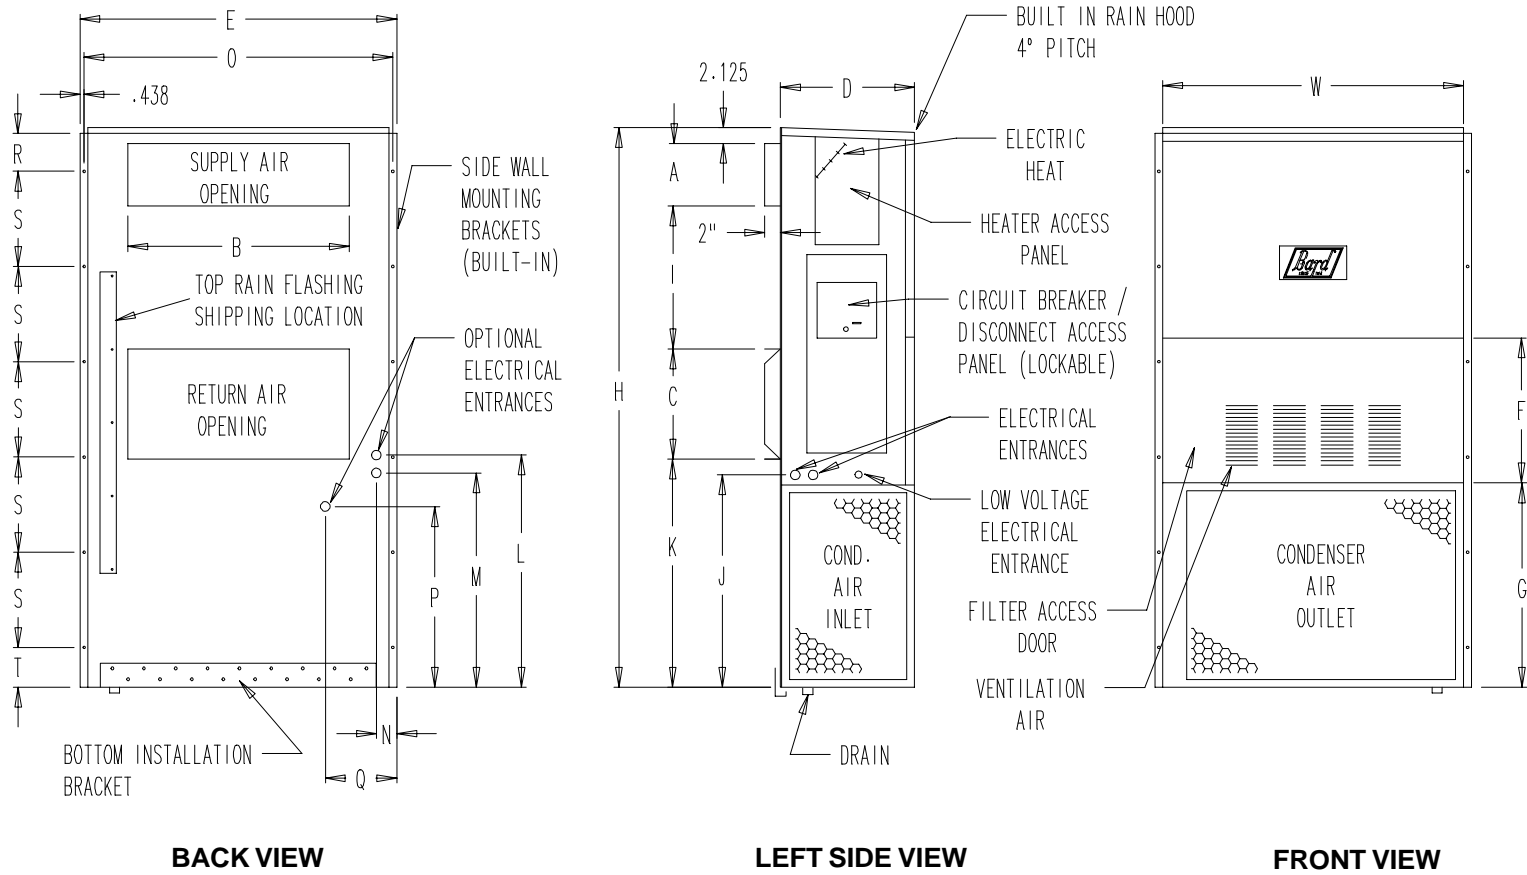 E
O
.438
R
S
S
S
S
S
T
SUPPLY AIR
OPENING
B
SIDE WALL
MOUNTING
BRACKETS
(BUILT-IN)
TOP RAIN FLASHING
SHIPPING LOCATION
OPTIONAL
ELECTRICAL
ENTRANCES
RETURN AIR
OPENING
L
M
P
N
Q
BOTTOM INSTALLATION
BRACKET
BACK VIEW
2.125
D
BUILT IN RAIN HOOD
4° PITCH
A
ELECTRIC
HEAT
2"
HEATER ACCESS
PANEL
H
C
CIRCUIT BREAKER /
DISCONNECT ACCESS
PANEL (LOCKABLE)
ELECTRICAL
ENTRANCES
K
J
LOW VOLTAGE
ELECTRICAL
ENTRANCE
COND.
AIR
INLET
FILTER ACCESS
DOOR
VENTILATION
AIR
DRAIN
LEFT SIDE VIEW
W
Bard
F
G
CONDENSER
AIR
OUTLET
FRONT VIEW